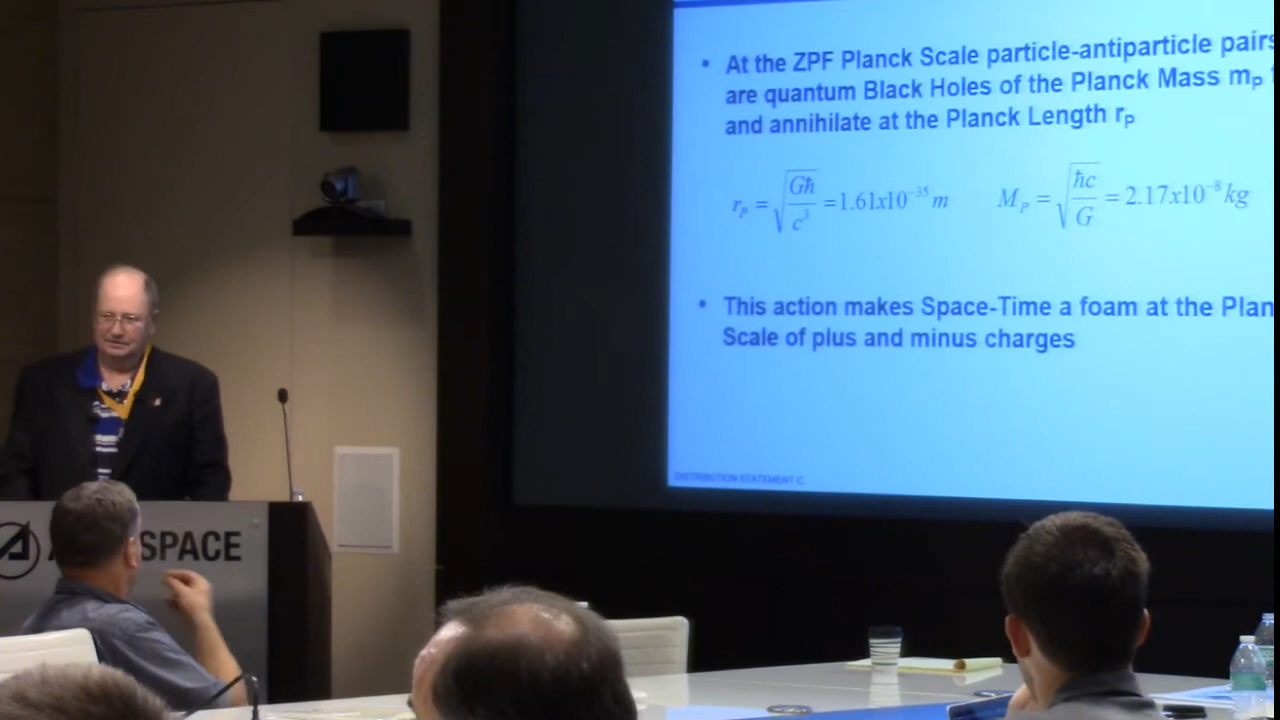 • At the ZPF Planck Scale particle-antiparticle pairs
are quantum Black Holes of the Planck Mass mₚ
and annihilate at the Planck Length rₚ
rₚ = √(Għ/c³) = 1.61x10⁻³⁵ m Mₚ = √(ħc/G) = 2.17x10⁻⁸ kg
• This action makes Space-Time a foam at the Plan
Scale of plus and minus charges
DISTRIBUTION STATEMENT C
SPACE